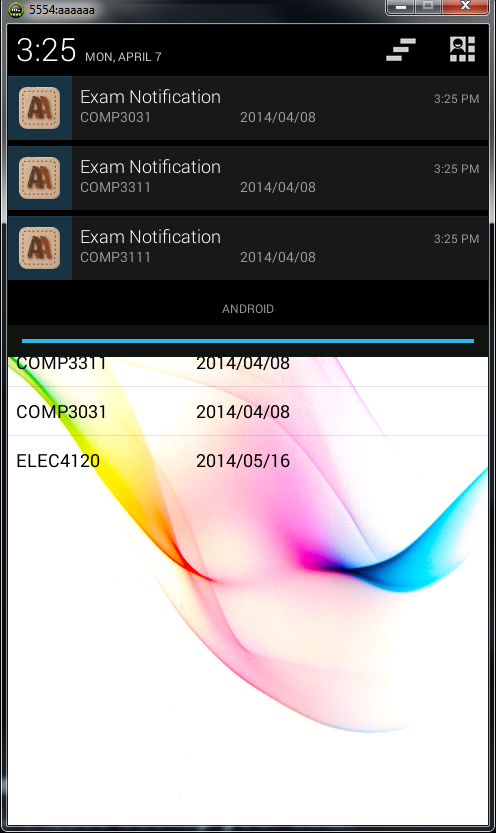 5554:aaaaaa
3:25 MON, APRIL 7
Exam Notification 3:25 PM
COMP3031 2014/04/08
Exam Notification 3:25 PM
COMP3311 2014/04/08
Exam Notification 3:25 PM
COMP3111 2014/04/08
ANDROID
COMP3311 2014/04/08
COMP3031 2014/04/08
ELEC4120 2014/05/16